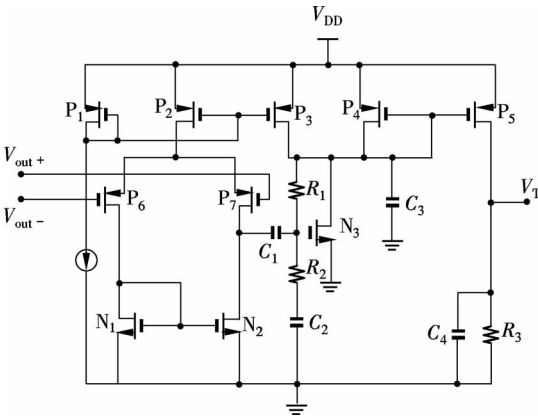 V_DD
P_1
P_2
P_3
P_4
P_5
V_out+
V_T
P_6
P_7
R_1
V_out−
C_3
N_3
C_1
R_2
N_1
N_2
C_2
C_4
R_3